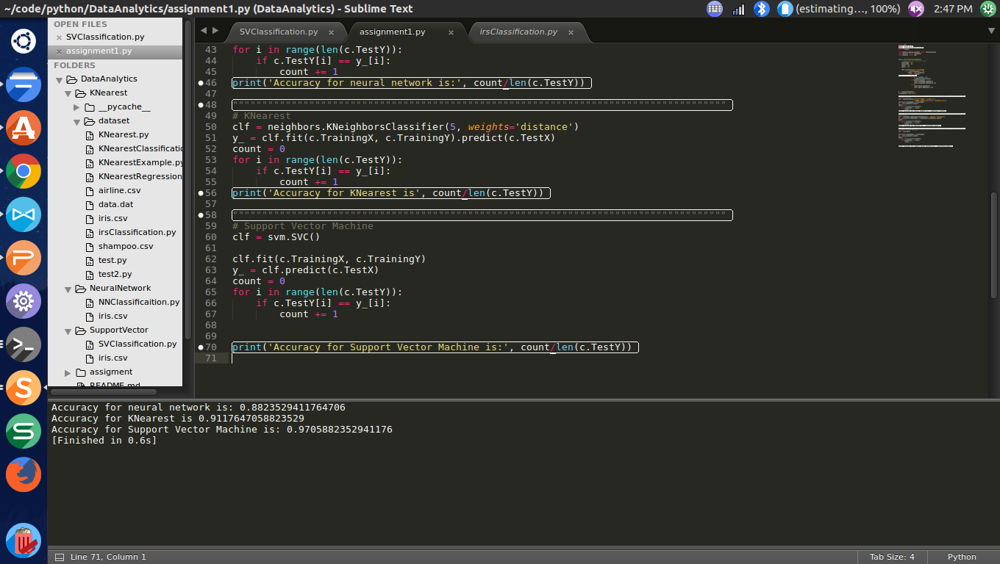 ~/code/python/DataAnalytics/assignment1.py (DataAnalytics) - Sublime Text
(estimating..., 100%)
2:47 PM
OPEN FILES
SVClassification.py
assignment1.py
FOLDERS
DataAnalytics
KNearest
__pycache__
dataset
KNearest.py
KNearestClassificatio
KNearestExample.py
KNearestRegression
airline.csv
data.dat
iris.csv
irsClassification.py
shampoo.csv
test.py
test2.py
NeuralNetwork
NNClassificaition.py
iris.csv
SupportVector
SVClassification.py
iris.csv
assigment
README.md
SVClassification.py
assignment1.py
irsClassification.py
43 for i in range(len(c.TestY)):
44     if c.TestY[i] == y_[i]:
45         count += 1
46 print('Accuracy for neural network is:', count/len(c.TestY))
47
48 """"""""""""""""""""""""""""""""""""""""""""""""""""""""""""""""""""""""""""""""""""
49 # KNearest
50 clf = neighbors.KNeighborsClassifier(5, weights='distance')
51 y_ = clf.fit(c.TrainingX, c.TrainingY).predict(c.TestX)
52 count = 0
53 for i in range(len(c.TestY)):
54     if c.TestY[i] == y_[i]:
55         count += 1
56 print('Accuracy for KNearest is', count/len(c.TestY))
57
58 """"""""""""""""""""""""""""""""""""""""""""""""""""""""""""""""""""""""""""""""""""
59 # Support Vector Machine
60 clf = svm.SVC()
61
62 clf.fit(c.TrainingX, c.TrainingY)
63 y_ = clf.predict(c.TestX)
64 count = 0
65 for i in range(len(c.TestY)):
66     if c.TestY[i] == y_[i]:
67         count += 1
68
69
70 print('Accuracy for Support Vector Machine is:', count/len(c.TestY))
71
Accuracy for neural network is: 0.8823529411764706
Accuracy for KNearest is 0.9117647058823529
Accuracy for Support Vector Machine is: 0.9705882352941176
[Finished in 0.6s]
Line 71, Column 1
Tab Size: 4
Python